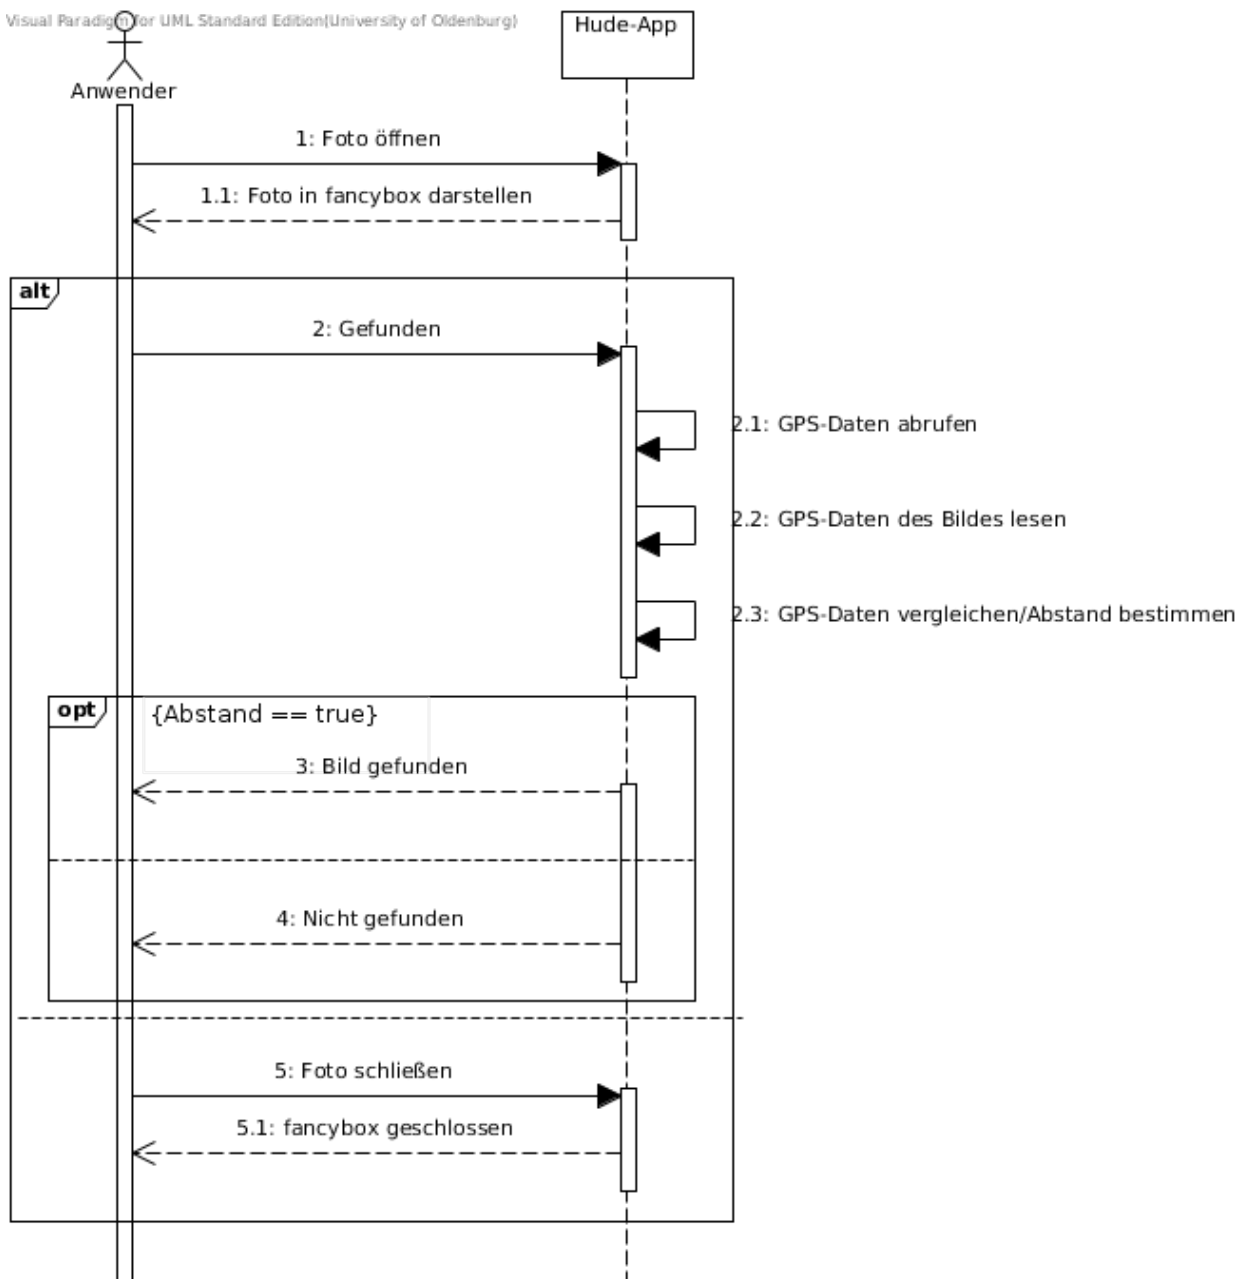 Visual Paradigm for UML Standard Edition(University of Oldenburg)
Hude-App
Anwender
1: Foto öffnen
1.1: Foto in fancybox darstellen
alt
2: Gefunden
2.1: GPS-Daten abrufen
2.2: GPS-Daten des Bildes lesen
2.3: GPS-Daten vergleichen/Abstand bestimmen
opt
{Abstand == true}
3: Bild gefunden
4: Nicht gefunden
5: Foto schließen
5.1: fancybox geschlossen